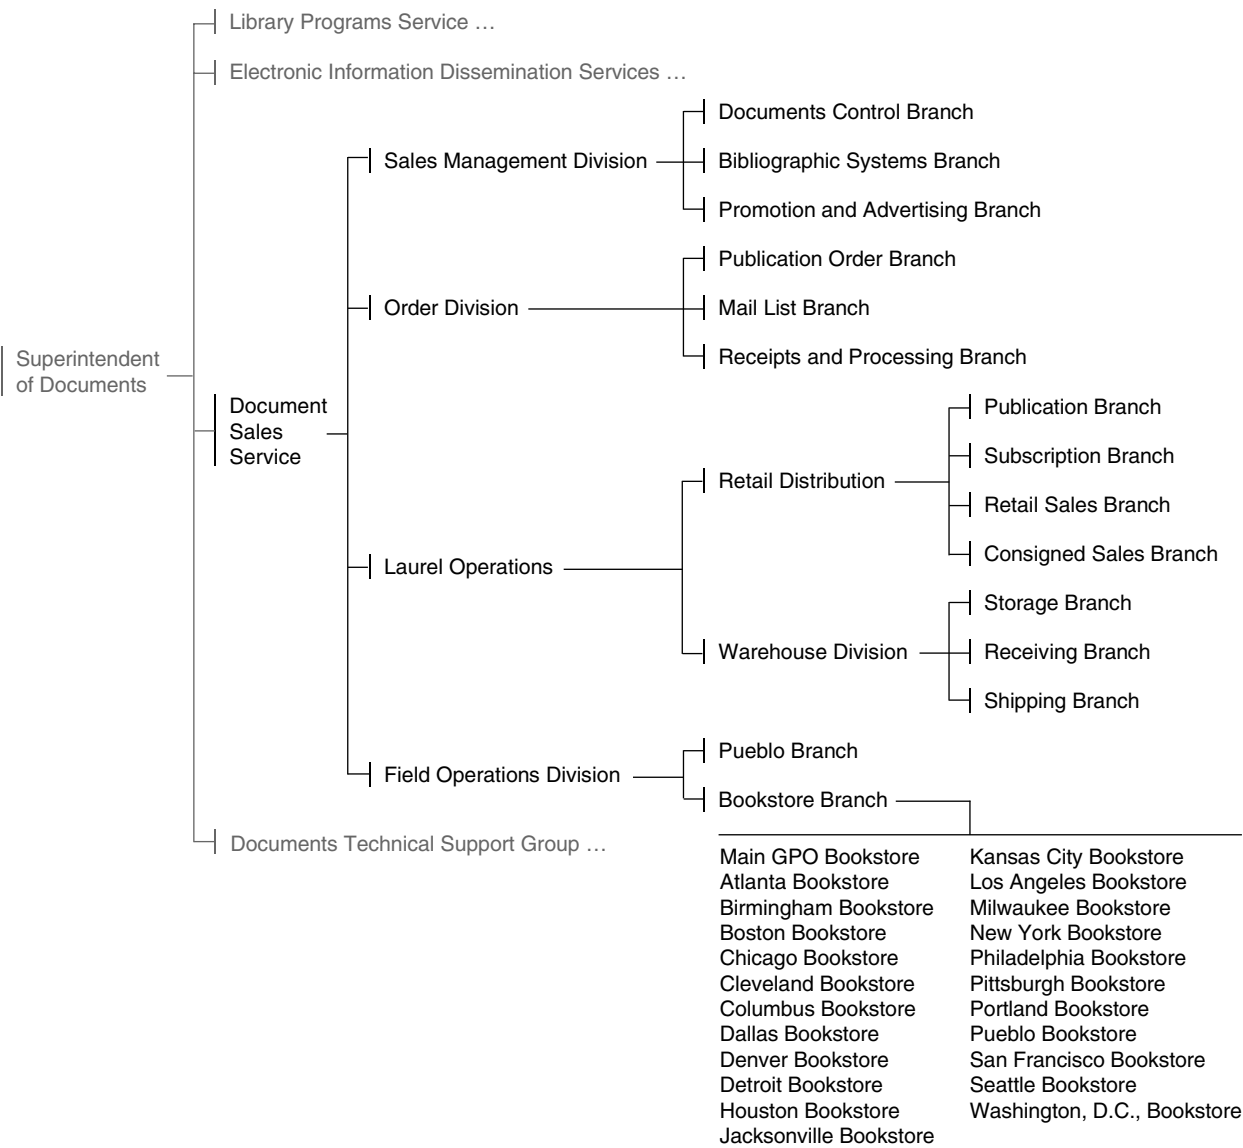 Library Programs Service …
Electronic Information Dissemination Services …
Documents Control Branch
Sales Management Division
Bibliographic Systems Branch
Promotion and Advertising Branch
Publication Order Branch
Order Division
Mail List Branch
Receipts and Processing Branch
Superintendent
of Documents
Document
Sales
Service
Publication Branch
Subscription Branch
Retail Distribution
Retail Sales Branch
Consigned Sales Branch
Laurel Operations
Storage Branch
Warehouse Division
Receiving Branch
Shipping Branch
Pueblo Branch
Field Operations Division
Bookstore Branch
Documents Technical Support Group …
Main GPO Bookstore
Atlanta Bookstore
Birmingham Bookstore
Boston Bookstore
Chicago Bookstore
Cleveland Bookstore
Columbus Bookstore
Dallas Bookstore
Denver Bookstore
Detroit Bookstore
Houston Bookstore
Jacksonville Bookstore
Kansas City Bookstore
Los Angeles Bookstore
Milwaukee Bookstore
New York Bookstore
Philadelphia Bookstore
Pittsburgh Bookstore
Portland Bookstore
Pueblo Bookstore
San Francisco Bookstore
Seattle Bookstore
Washington, D.C., Bookstore